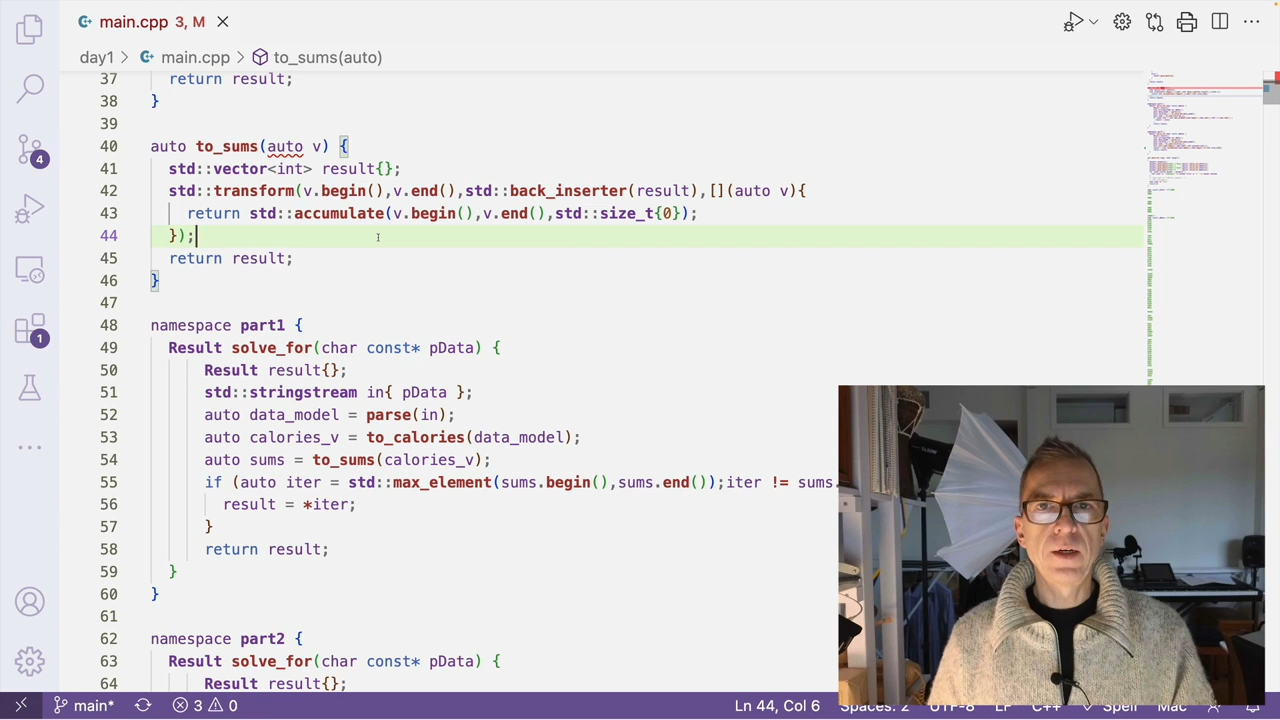 main.cpp 3, M
day1 > main.cpp > to_sums(auto)
37 return result;
38 }
39
40 auto to_sums(auto v) {
41 std::vector<int> result{};
42 std::transform(v.begin(),v.end(),std::back_inserter(result),[](auto v){
43 return std::accumulate(v.begin(),v.end(),std::size_t{0});
44 });
45 return result;
46 }
47
48 namespace part1 {
49 Result solve_for(char const* pData) {
50 Result result{};
51 std::stringstream in{ pData };
52 auto data_model = parse(in);
53 auto calories_v = to_calories(data_model);
54 auto sums = to_sums(calories_v);
55 if (auto iter = std::max_element(sums.begin(),sums.end());iter != sums.
56 result = *iter;
57 }
58 return result;
59 }
60 }
61
62 namespace part2 {
63 Result solve_for(char const* pData) {
64 Result result{};
4
1
main* 3 0 Ln 44, Col 6 Spaces: 2 UTF-8 LF C++ Spell Mac